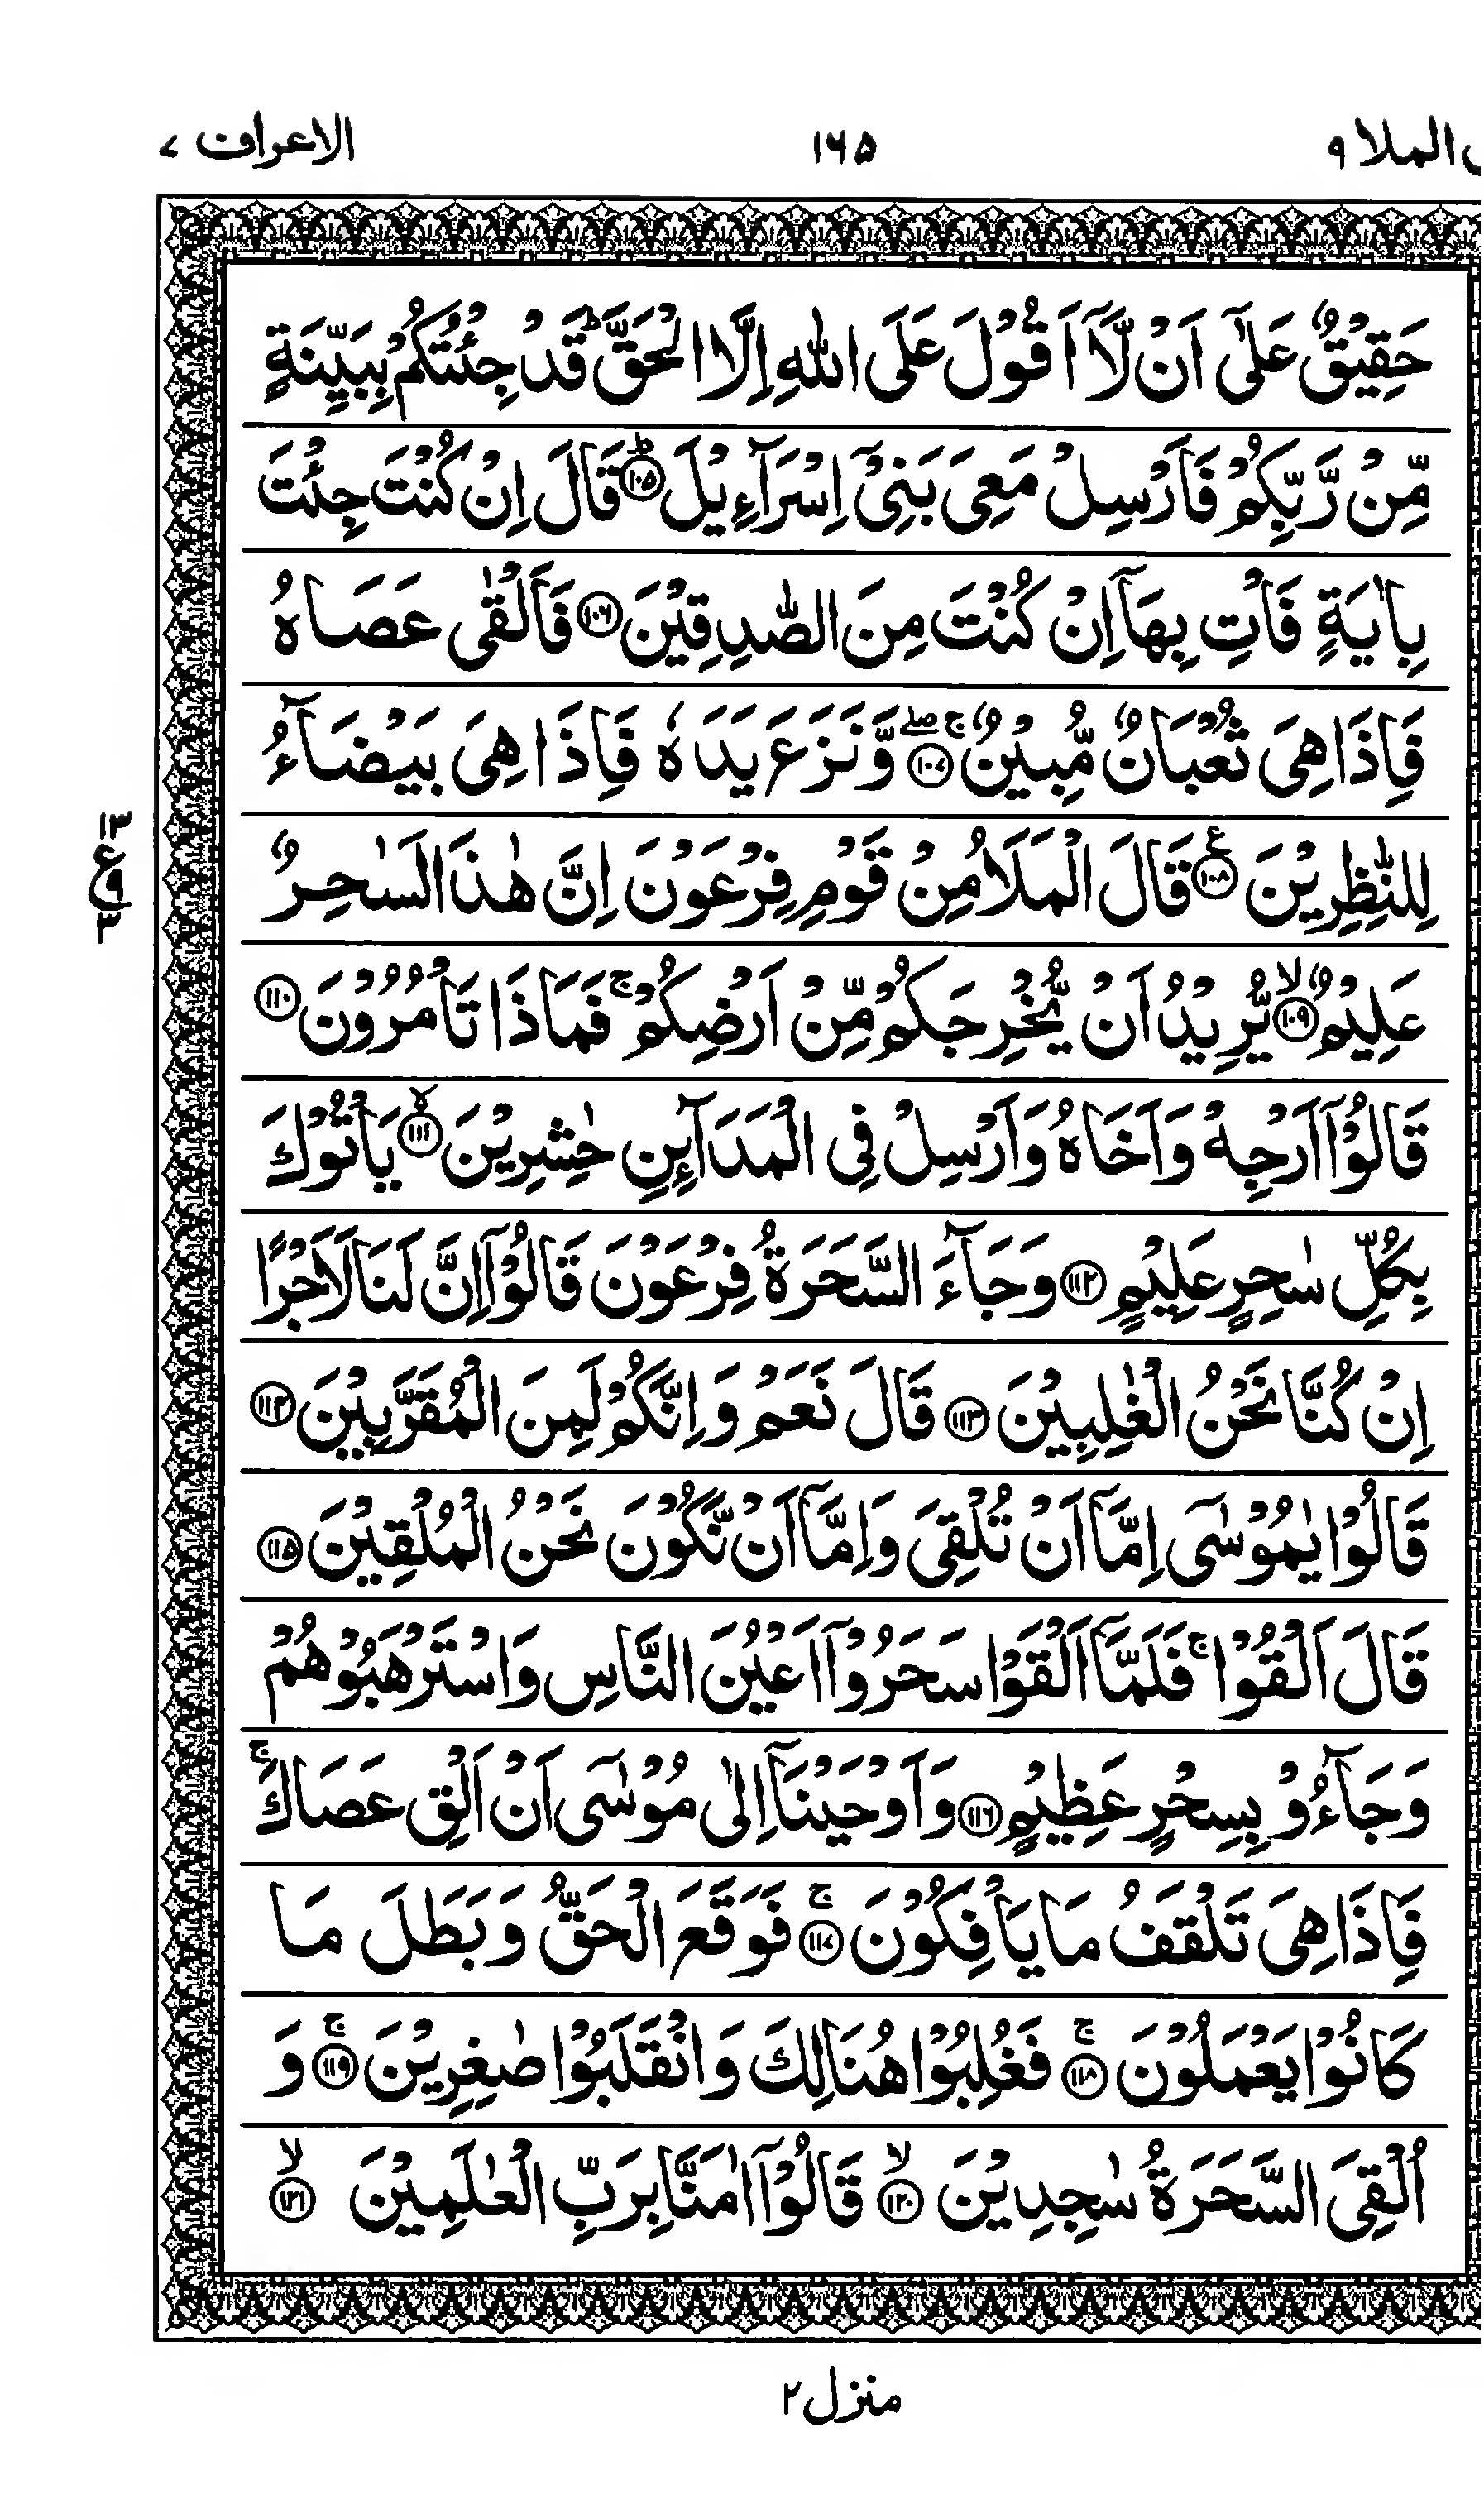 الملا ٩ ١٦٥ الاعراف ٧
حَقِيْقٌ عَلٰٓى اَنْ لَّاۤ اَقُوْلَ عَلَى اللّٰهِ اِلَّا الْحَقَّ ؕ قَدْ جِئْتُكُمْ بِبَيِّنَةٍ
مِّنْ رَّبِّكُمْ فَاَرْسِلْ مَعِىَ بَنِىْۤ اِسْرَآءِيْلَ ؕ‏﴿۱۰۵﴾ قَالَ اِنْ كُنْتَ جِئْتَ
بِاٰيَةٍ فَاْتِ بِهَاۤ اِنْ كُنْتَ مِنَ الصّٰدِقِيْنَ ﴿۱۰۶﴾ فَاَلْقٰى عَصَاهُ
فَاِذَا هِىَ ثُعْبَانٌ مُّبِيْنٌ ۚۖ ﴿۱۰۷﴾ وَّنَزَعَ يَدَهٗ فَاِذَا هِىَ بَيْضَآءُ
لِلنّٰظِرِيْنَ ﴿۱۰۸﴾ ع قَالَ الْمَلَاُ مِنْ قَوْمِ فِرْعَوْنَ اِنَّ هٰذَا لَسٰحِرٌ
١٣
ع
٩
٣
عَلِيْمٌ ۙ﴿۱۰۹﴾ يُّرِيْدُ اَنْ يُّخْرِجَكُمْ مِّنْ اَرْضِكُمْ ۚ فَمَاذَا تَاْمُرُوْنَ ﴿۱۱۰﴾
قَالُوْۤا اَرْجِهْ وَاَخَاهُ وَاَرْسِلْ فِى الْمَدَآئِنِ حٰشِرِيْنَ ۙ﴿۱۱۱﴾ يَاْتُوْكَ
بِكُلِّ سٰحِرٍ عَلِيْمٍ ﴿۱۱۲﴾ وَجَآءَ السَّحَرَةُ فِرْعَوْنَ قَالُوْۤا اِنَّ لَنَا لَاَجْرًا
اِنْ كُنَّا نَحْنُ الْغٰلِبِيْنَ ﴿۱۱۳﴾ قَالَ نَعَمْ وَاِنَّكُمْ لَمِنَ الْمُقَرَّبِيْنَ ﴿۱۱۴﴾
قَالُوْا يٰمُوْسٰٓى اِمَّاۤ اَنْ تُلْقِىَ وَاِمَّاۤ اَنْ نَّكُوْنَ نَحْنُ الْمُلْقِيْنَ ﴿۱۱۵﴾
قَالَ اَلْقُوْا ۚ فَلَمَّاۤ اَلْقَوْا سَحَرُوْۤا اَعْيُنَ النَّاسِ وَاسْتَرْهَبُوْهُمْ
وَجَآءُوْ بِسِحْرٍ عَظِيْمٍ ﴿۱۱۶﴾ وَاَوْحَيْنَاۤ اِلٰى مُوْسٰٓى اَنْ اَلْقِ عَصَاكَ ۚ
فَاِذَا هِىَ تَلْقَفُ مَا يَاْفِكُوْنَ ۚ﴿۱۱۷﴾ فَوَقَعَ الْحَقُّ وَبَطَلَ مَا
كَانُوْا يَعْمَلُوْنَ ۚ﴿۱۱۸﴾ فَغُلِبُوْا هُنَالِكَ وَانْقَلَبُوْا صٰغِرِيْنَ ۚ﴿۱۱۹﴾ وَ
اُلْقِىَ السَّحَرَةُ سٰجِدِيْنَ ۙ﴿۱۲۰﴾ قَالُوْۤا اٰمَنَّا بِرَبِّ الْعٰلَمِيْنَ ۙ﴿۱۲۱﴾
منزل ٢